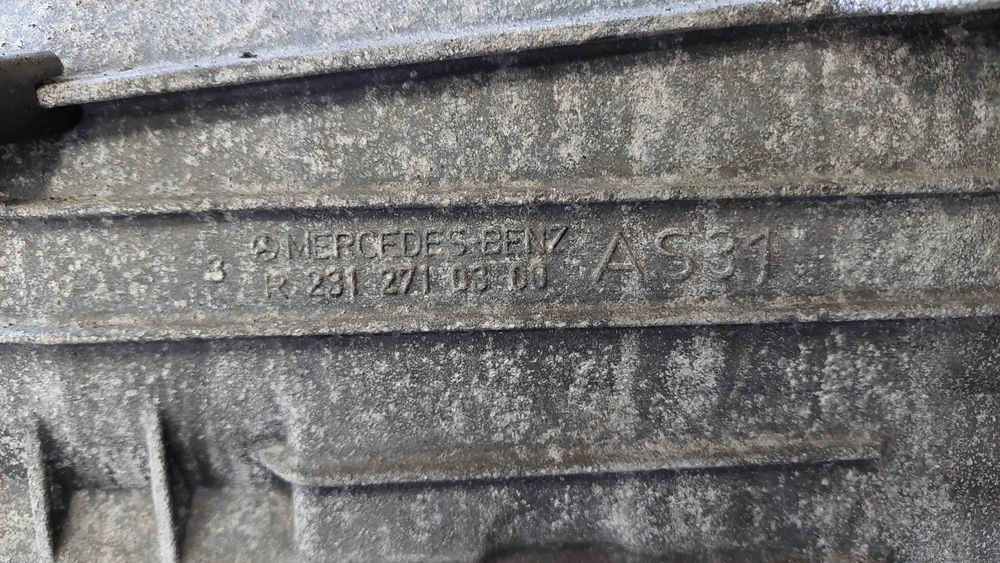 3
MERCEDES-BENZ AS31
R 231 271 03 00